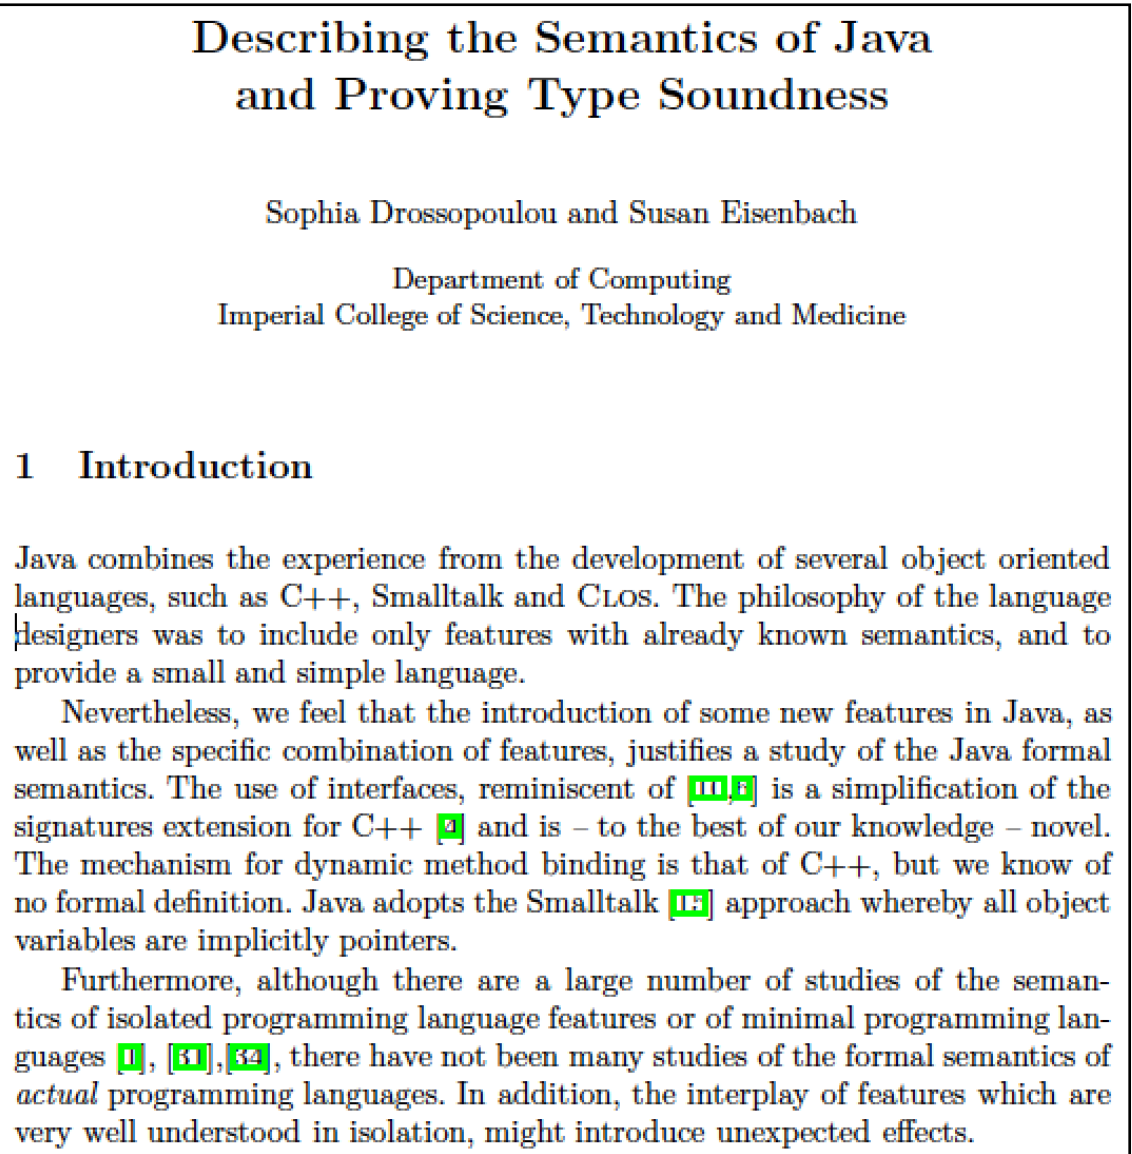 Describing the Semantics of Java
and Proving Type Soundness
Sophia Drossopoulou and Susan Eisenbach
Department of Computing
Imperial College of Science, Technology and Medicine
1 Introduction
Java combines the experience from the development of several object oriented
languages, such as C++, Smalltalk and CLOS. The philosophy of the language
designers was to include only features with already known semantics, and to
provide a small and simple language.
Nevertheless, we feel that the introduction of some new features in Java, as
well as the specific combination of features, justifies a study of the Java formal
semantics. The use of interfaces, reminiscent of is a simplification of the
signatures extension for C++ and is – to the best of our knowledge – novel.
The mechanism for dynamic method binding is that of C++, but we know of
no formal definition. Java adopts the Smalltalk [15] approach whereby all object
variables are implicitly pointers.
Furthermore, although there are a large number of studies of the seman-
tics of isolated programming language features or of minimal programming lan-
guages [1], [31],[34], there have not been many studies of the formal semantics of
actual programming languages. In addition, the interplay of features which are
very well understood in isolation, might introduce unexpected effects.